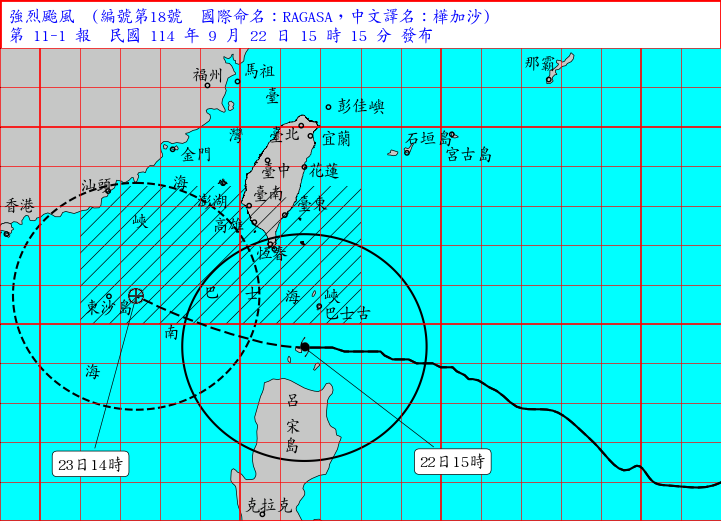 強烈颱風 (編號第18號 國際命名：RAGASA，中文譯名：樺加沙)
第 11-1 報 民國 114 年 9 月 22 日 15 時 15 分 發布
那霸
福州
馬祖
臺
彭佳嶼
灣
臺北
宜蘭
石垣島
宮古島
金門
臺中
花蓮
汕頭
海
澎湖
臺南
臺東
香港
峽
高雄
恆春
巴 士 海 峽
東沙島
巴士古
南
海
呂
宋
島
23日14時
22日15時
克拉克